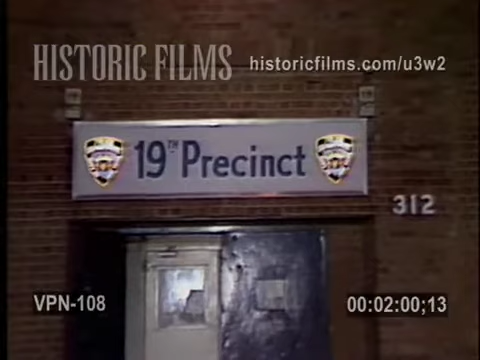 HISTORIC FILMS
historicfilms.com/u3w2
19TH Precinct
312
VPN-108
00:02:00;13